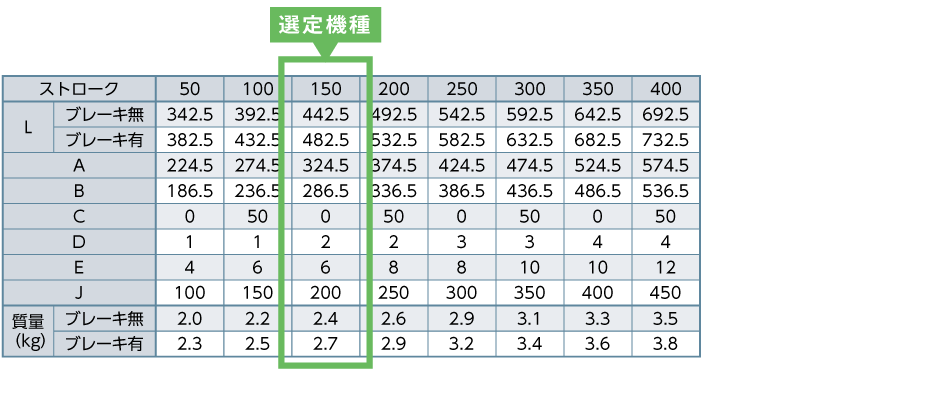 選定機種
ストローク 50 100 150 200 250 300 350 400
L ブレーキ無 342.5 392.5 442.5 492.5 542.5 592.5 642.5 692.5
ブレーキ有 382.5 432.5 482.5 532.5 582.5 632.5 682.5 732.5
A 224.5 274.5 324.5 374.5 424.5 474.5 524.5 574.5
B 186.5 236.5 286.5 336.5 386.5 436.5 486.5 536.5
C 0 50 0 50 0 50 0 50
D 1 1 2 2 3 3 4 4
E 4 6 6 8 8 10 10 12
J 100 150 200 250 300 350 400 450
質量 (kg) ブレーキ無 2.0 2.2 2.4 2.6 2.9 3.1 3.3 3.5
ブレーキ有 2.3 2.5 2.7 2.9 3.2 3.4 3.6 3.8